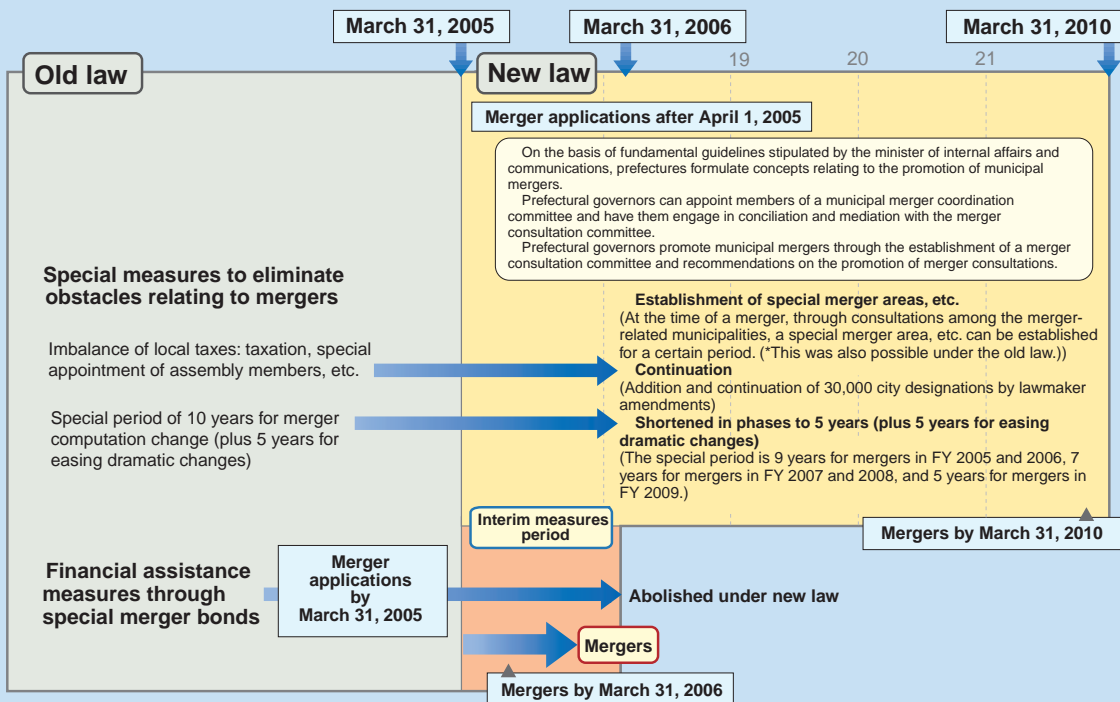 March 31, 2005
March 31, 2006
March 31, 2010
19
20
21
Old law
New law
Merger applications after April 1, 2005
On the basis of fundamental guidelines stipulated by the minister of internal affairs and
communications, prefectures formulate concepts relating to the promotion of municipal
mergers.
Prefectural governors can appoint members of a municipal merger coordination
committee and have them engage in conciliation and mediation with the merger
consultation committee.
Prefectural governors promote municipal mergers through the establishment of a merger
consultation committee and recommendations on the promotion of merger consultations.
Special measures to eliminate
obstacles relating to mergers
Imbalance of local taxes: taxation, special
appointment of assembly members, etc.
Special period of 10 years for merger
computation change (plus 5 years for
easing dramatic changes)
Establishment of special merger areas, etc.
(At the time of a merger, through consultations among the merger-
related municipalities, a special merger area, etc. can be established
for a certain period. (*This was also possible under the old law.))
Continuation
(Addition and continuation of 30,000 city designations by lawmaker
amendments)
Shortened in phases to 5 years (plus 5 years for easing
dramatic changes)
(The special period is 9 years for mergers in FY 2005 and 2006, 7
years for mergers in FY 2007 and 2008, and 5 years for mergers in
FY 2009.)
Interim measures
period
Mergers by March 31, 2010
Financial assistance
measures through
special merger bonds
Merger
applications
by
March 31, 2005
Abolished under new law
Mergers
Mergers by March 31, 2006